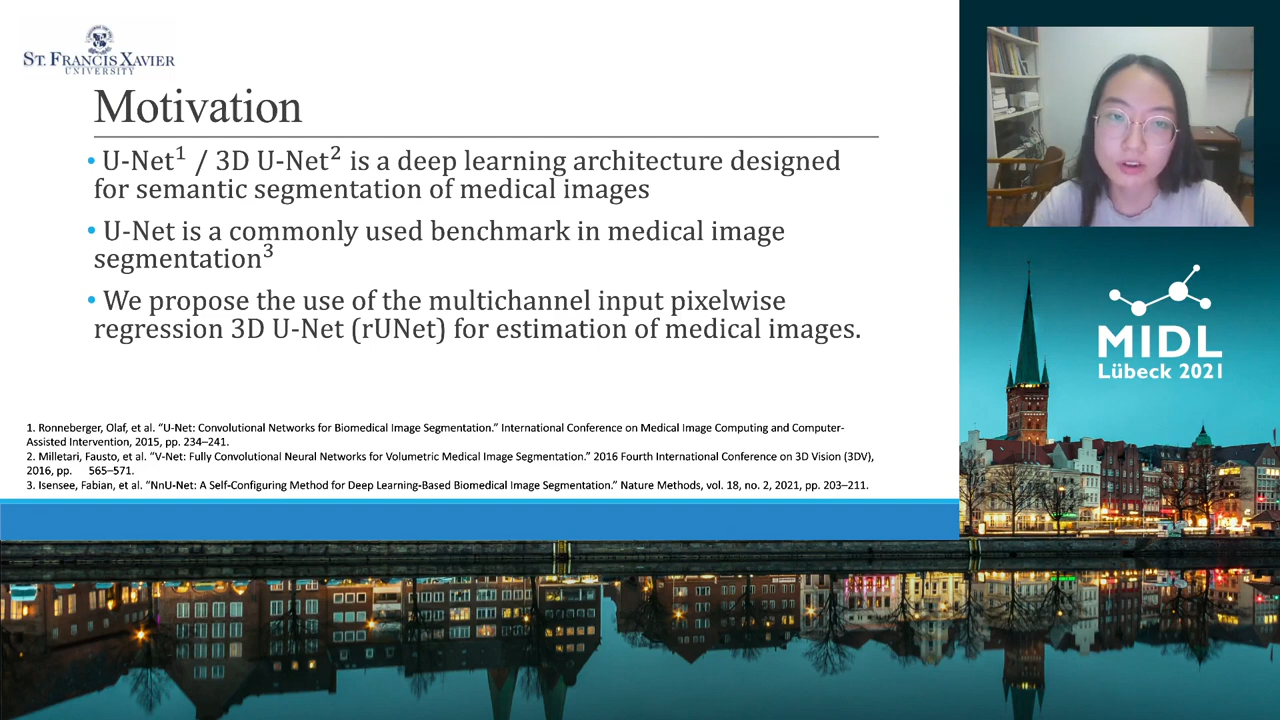 ST. FRANCIS XAVIER
UNIVERSITY
Motivation
• U-Net¹ / 3D U-Net² is a deep learning architecture designed
for semantic segmentation of medical images
• U-Net is a commonly used benchmark in medical image
segmentation³
• We propose the use of the multichannel input pixelwise
regression 3D U-Net (rUNet) for estimation of medical images.
1. Ronneberger, Olaf, et al. “U-Net: Convolutional Networks for Biomedical Image Segmentation.” International Conference on Medical Image Computing and Computer-
Assisted Intervention, 2015, pp. 234–241.
2. Milletari, Fausto, et al. “V-Net: Fully Convolutional Neural Networks for Volumetric Medical Image Segmentation.” 2016 Fourth International Conference on 3D Vision (3DV),
2016, pp. 565–571.
3. Isensee, Fabian, et al. “NnU-Net: A Self-Configuring Method for Deep Learning-Based Biomedical Image Segmentation.” Nature Methods, vol. 18, no. 2, 2021, pp. 203–211.
MIDL
Lübeck 2021